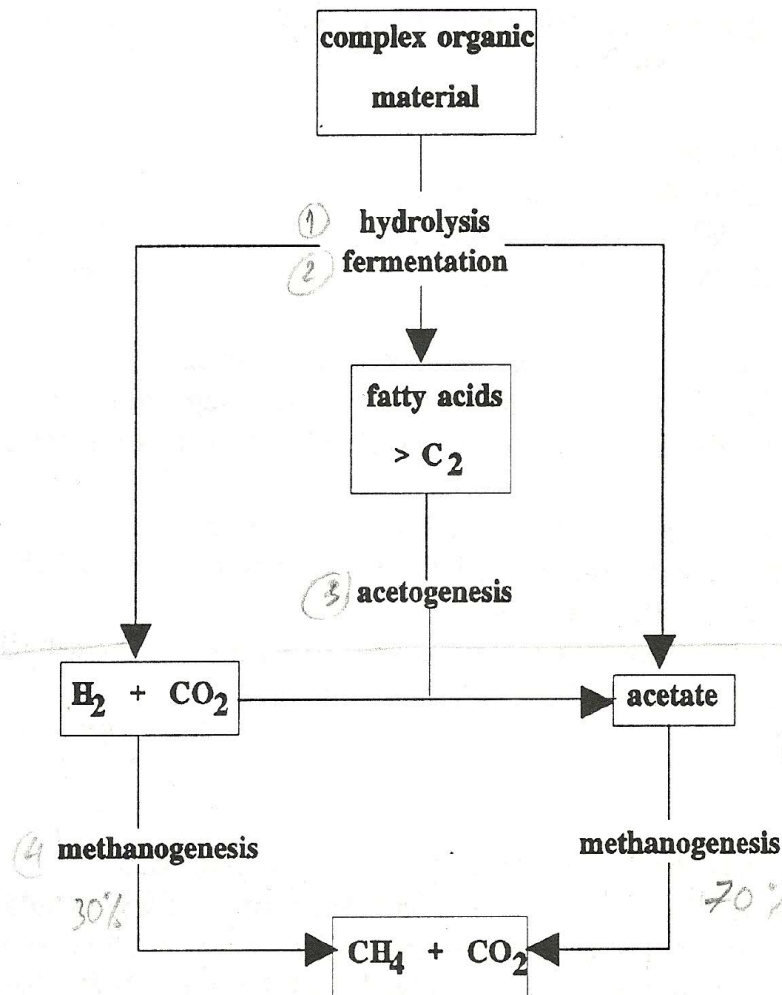 complex organic
material
① hydrolysis
② fermentation
fatty acids
> C₂
③ acetogenesis
H₂ + CO₂
acetate
④ methanogenesis
30%
methanogenesis
70%
CH₄ + CO₂